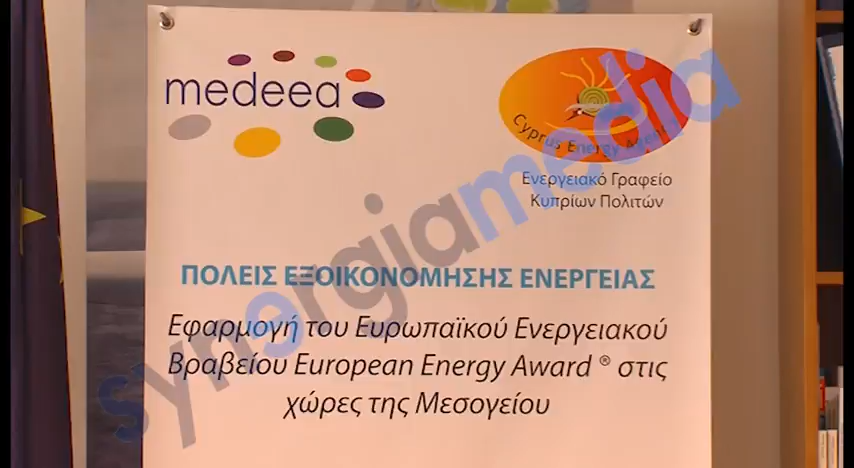 medeea
Cyprus Energy Agency
Ενεργειακό Γραφείο
Κυπρίων Πολιτών
synergiamedia
ΠΟΛΕΙΣ ΕΞΟΙΚΟΝΟΜΗΣΗΣ ΕΝΕΡΓΕΙΑΣ
Εφαρμογή του Ευρωπαϊκού Ενεργειακού
Βραβείου European Energy Award ® στις
χώρες της Μεσογείου